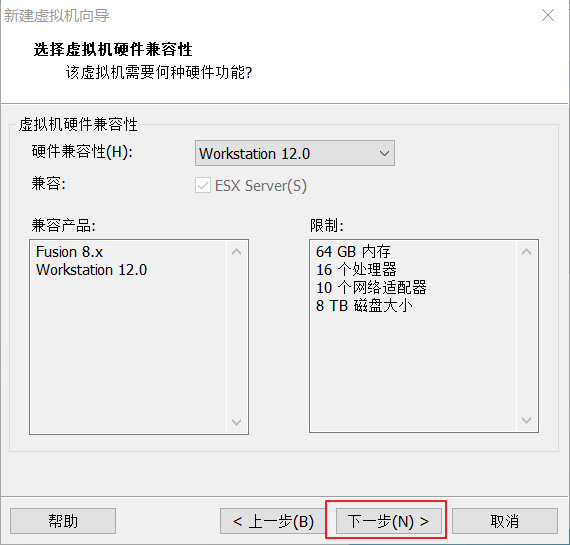 新建虚拟机向导
选择虚拟机硬件兼容性
该虚拟机需要何种硬件功能?
虚拟机硬件兼容性
硬件兼容性(H):
Workstation 12.0
兼容:
ESX Server(S)
兼容产品:
Fusion 8.x
Workstation 12.0
限制:
64 GB 内存
16 个处理器
10 个网络适配器
8 TB 磁盘大小
帮助
< 上一步(B)
下一步(N) >
取消